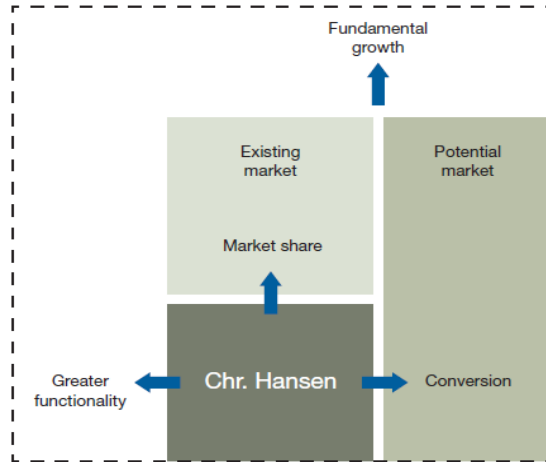 Fundamental
growth
Existing
market
Potential
market
Market share
Greater
functionality
Chr. Hansen
Conversion